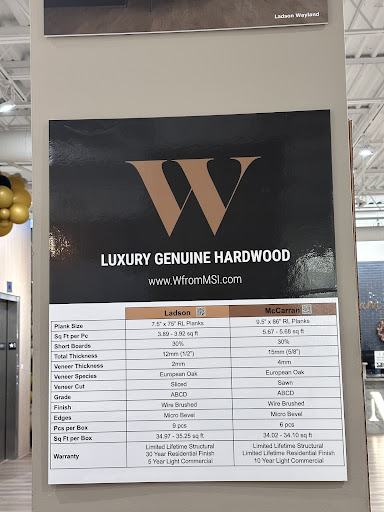 Ladson Wayland
W
LUXURY GENUINE HARDWOOD
www.WfromMSI.com
Ladson McCarran
Plank Size 7.5" x 75" RL Planks 9.5" x 86" RL Planks
Sq Ft per Pc 3.89 - 3.92 sq ft 5.67 - 5.68 sq ft
Short Boards 30% 30%
Total Thickness 12mm (1/2") 15mm (5/8")
Veneer Thickness 2mm 4mm
Veneer Species European Oak European Oak
Veneer Cut Sliced Sawn
Grade ABCD ABCD
Finish Wire Brushed Wire Brushed
Edges Micro Bevel Micro Bevel
Pcs per Box 9 pcs 6 pcs
Sq Ft per Box 34.97 - 35.25 sq ft 34.02 - 34.10 sq ft
Warranty Limited Lifetime Structural Limited Lifetime Structural
30 Year Residential Finish Limited Lifetime Residential Finish
5 Year Light Commercial 10 Year Light Commercial